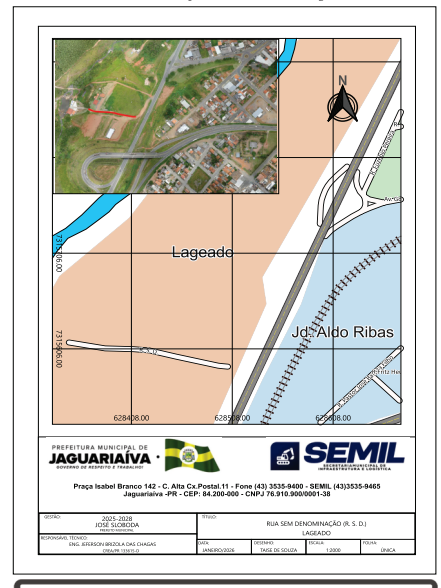 N
Lageado
Jd. Aldo Ribas
Av. G
R. S. D.
7315006.00
628408.00
628508.00
628608.00
PREFEITURA MUNICIPAL DE
JAGUARIAÍVA
GOVERNO DE RESPEITO E TRABALHO!
SEMIL
SECRETARIA MUNICIPAL DE
INFRAESTRUTURA E LOGÍSTICA
Praça Isabel Branco 142 - C. Alta Cx.Postal.11 - Fone (43) 3535-9400 - SEMIL (43)3535-9465
Jaguariaíva -PR - CEP: 84.200-000 - CNPJ 76.910.900/0001-38
GESTÃO:
2025-2028
JOSÉ SLOBODA
PREFEITO MUNICIPAL
TÍTULO:
RUA SEM DENOMINAÇÃO (R. S. D.)
LAGEADO
RESPONSÁVEL TÉCNICO:
ENG. JEFERSON BRIZOLA DAS CHAGAS
DATA:
JANEIRO/2026
DESENHO:
TAISE DE SOUZA
ESCALA:
1:2000
FOLHA:
ÚNICA